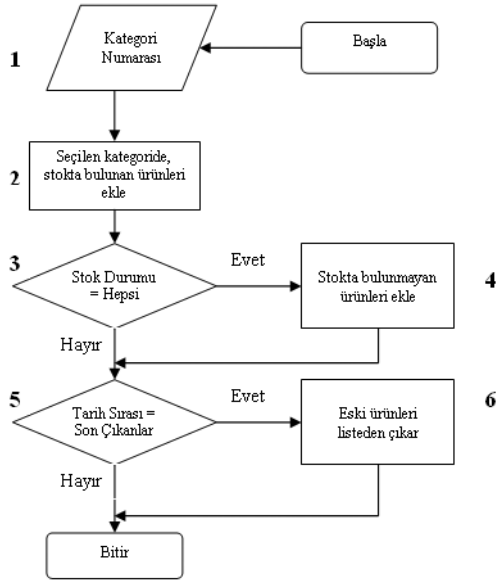 Kategori
Numarası
Başla
1
Seçilen kategoride,
stokta bulunan ürünleri
ekle
2
3
Stok Durumu
= Hepsi
Evet
Stokta bulunmayan
ürünleri ekle
4
Hayır
5
Tarih Sırası =
Son Çıkanlar
Evet
Eski ürünleri
listeden çıkar
6
Hayır
Bitir